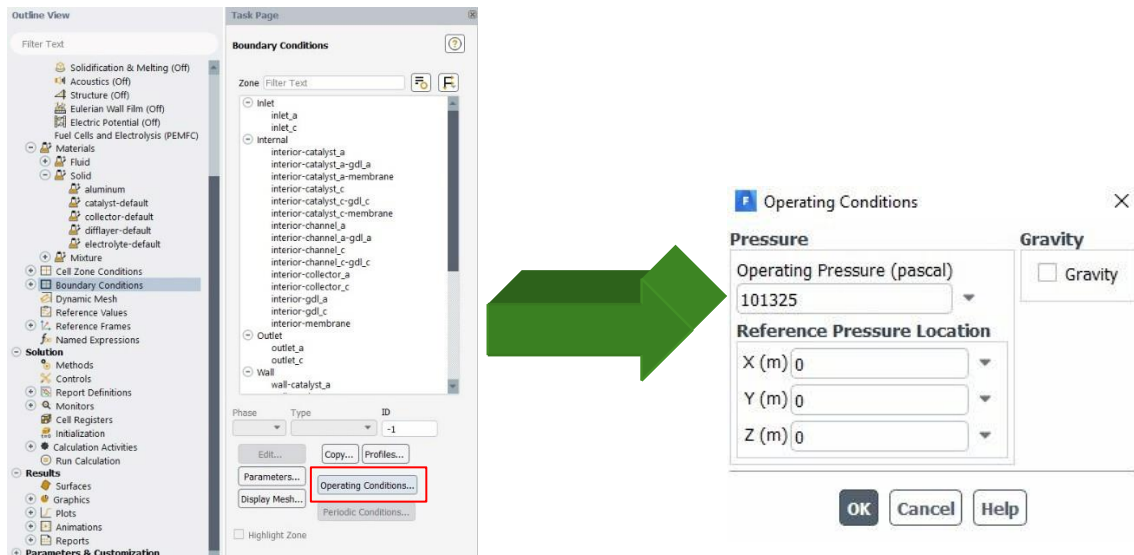 Outline View
Filter Text
Solidification & Melting (Off)
Acoustics (Off)
Structure (Off)
Eulerian Wall Film (Off)
Electric Potential (Off)
Fuel Cells and Electrolysis (PEMFC)
Materials
Fluid
Solid
aluminum
catalyst-default
collector-default
difflayer-default
electrolyte-default
Mixture
Cell Zone Conditions
Boundary Conditions
Dynamic Mesh
Reference Values
Reference Frames
Named Expressions
Solution
Methods
Controls
Report Definitions
Monitors
Cell Registers
Initialization
Calculation Activities
Run Calculation
Results
Surfaces
Graphics
Plots
Animations
Reports
Parameters & Customization
Task Page
Boundary Conditions
Zone Filter Text
Inlet
inlet_a
inlet_c
Internal
interior-catalyst_a
interior-catalyst_a-gdl_a
interior-catalyst_a-membrane
interior-catalyst_c
interior-catalyst_c-gdl_c
interior-catalyst_c-membrane
interior-channel_a
interior-channel_a-gdl_a
interior-channel_c
interior-channel_c-gdl_c
interior-collector_a
interior-collector_c
interior-gdl_a
interior-gdl_c
interior-membrane
Outlet
outlet_a
outlet_c
Wall
wall-catalyst_a
Phase Type ID
-1
Edit... Copy... Profiles...
Parameters... Operating Conditions...
Display Mesh... Periodic Conditions...
Highlight Zone
Operating Conditions
Pressure
Operating Pressure (pascal)
101325
Reference Pressure Location
X (m) 0
Y (m) 0
Z (m) 0
Gravity
Gravity
OK Cancel Help